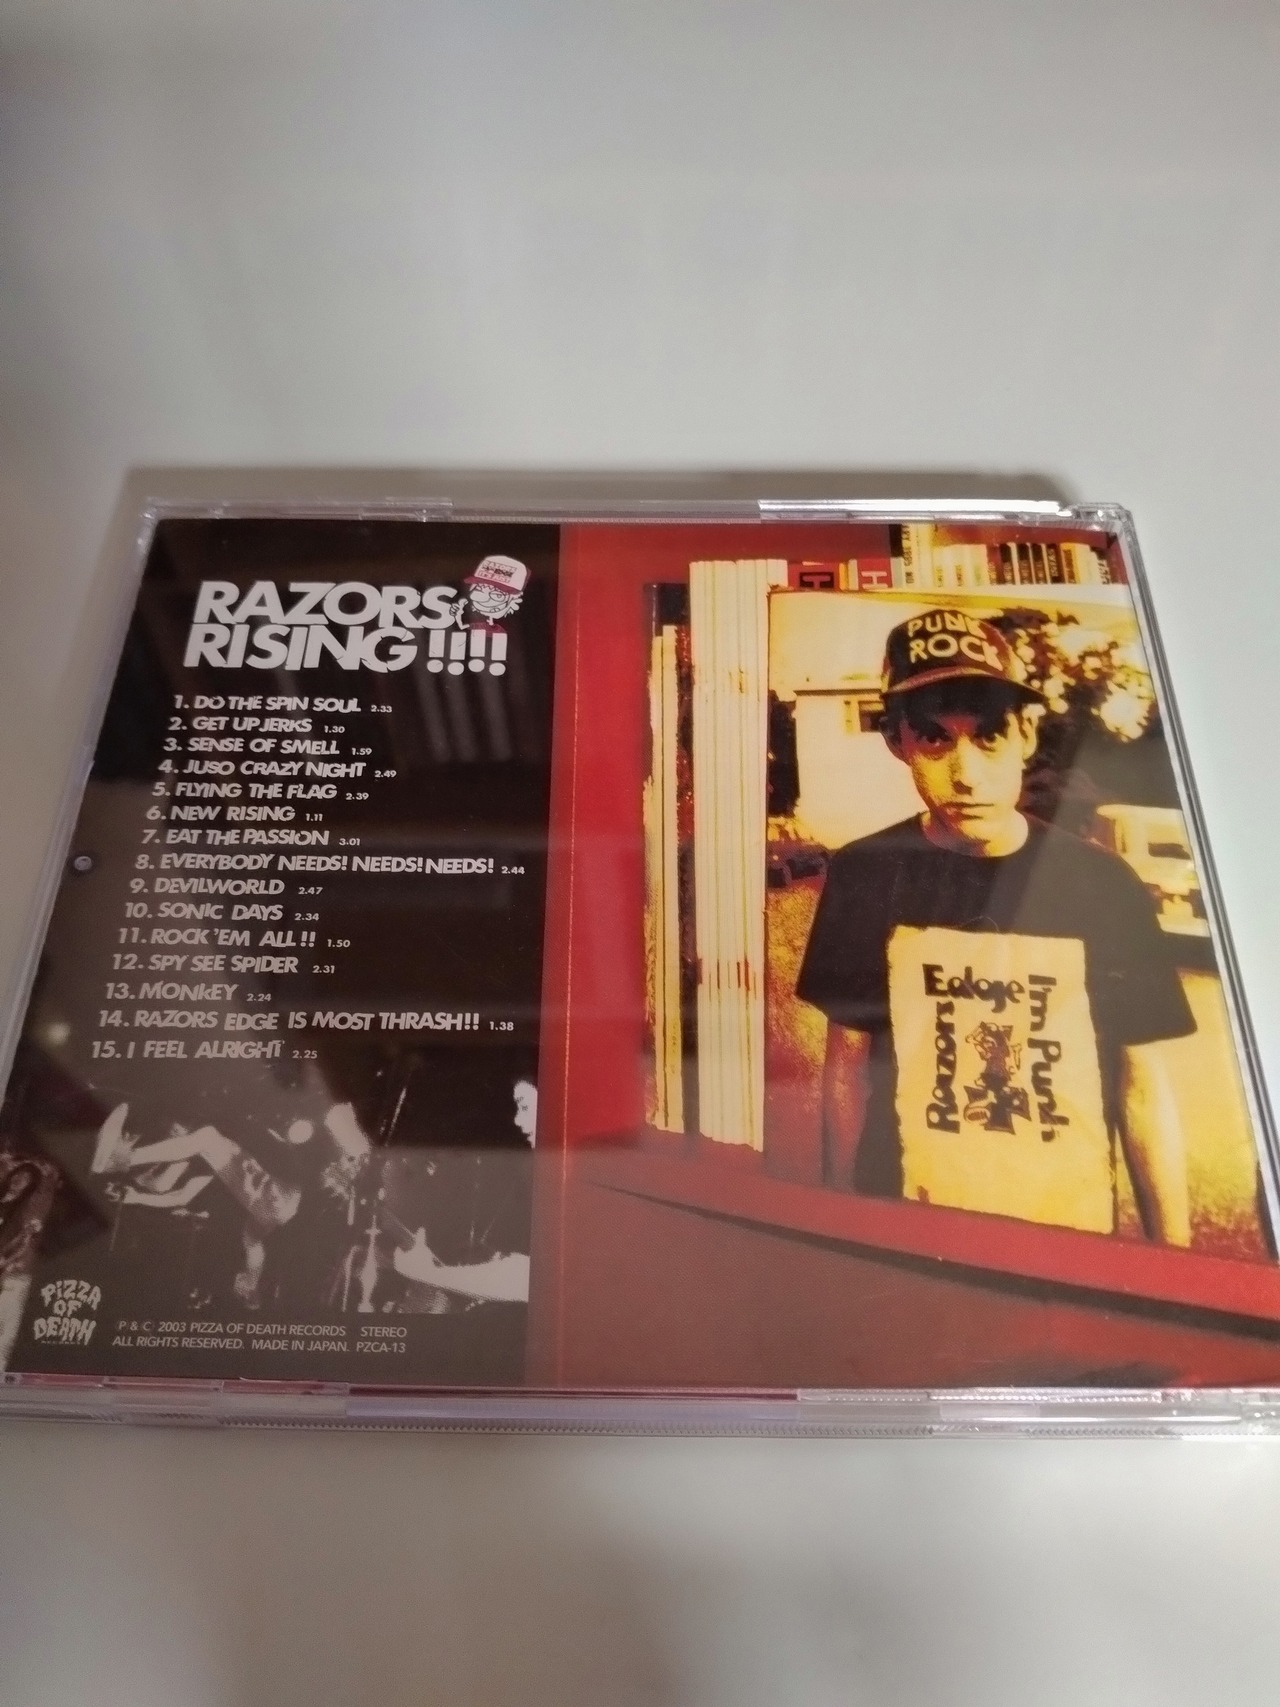 RAZORS
RISING!!!!
1. DO THE SPIN SOUL 2.33
2. GET UP JERKS 1.30
3. SENSE OF SMELL 1.59
4. JUSO CRAZY NIGHT 2.49
5. FLYING THE FLAG 2.39
6. NEW RISING 1.11
7. EAT THE PASSION 3.01
8. EVERYBODY NEEDS! NEEDS! NEEDS! 2.44
9. DEVILWORLD 2.47
10. SONIC DAYS 2.34
11. ROCK 'EM ALL!! 1.50
12. SPY SEE SPIDER 2.31
13. MONKEY 2.24
14. RAZORS EDGE IS MOST THRASH!! 1.38
15. I FEEL ALRIGHT 2.25
PIZZA
OF
DEATH
Ⓟ & © 2003 PIZZA OF DEATH RECORDS STEREO
ALL RIGHTS RESERVED. MADE IN JAPAN. PZCA-13
PUNK
ROCK
Razors
Edge
I'm Punk